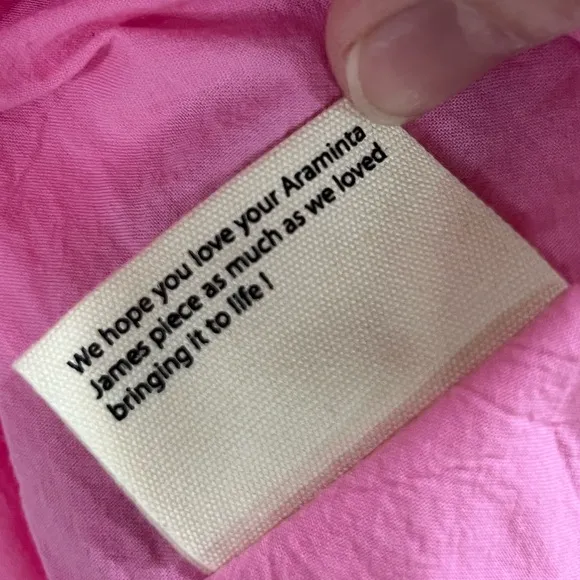 We hope you love your Araminta
James piece as much as we loved
bringing it to life !